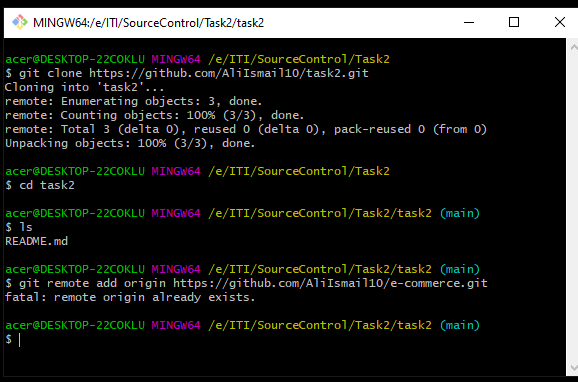 MINGW64:/e/ITI/SourceControl/Task2/task2
acer@DESKTOP-22COKLU MINGW64 /e/ITI/SourceControl/Task2
$ git clone https://github.com/AliIsmail10/task2.git
Cloning into 'task2'...
remote: Enumerating objects: 3, done.
remote: Counting objects: 100% (3/3), done.
remote: Total 3 (delta 0), reused 0 (delta 0), pack-reused 0 (from 0)
Unpacking objects: 100% (3/3), done.
acer@DESKTOP-22COKLU MINGW64 /e/ITI/SourceControl/Task2
$ cd task2
acer@DESKTOP-22COKLU MINGW64 /e/ITI/SourceControl/Task2/task2 (main)
$ ls
README.md
acer@DESKTOP-22COKLU MINGW64 /e/ITI/SourceControl/Task2/task2 (main)
$ git remote add origin https://github.com/AliIsmail10/e-commerce.git
fatal: remote origin already exists.
acer@DESKTOP-22COKLU MINGW64 /e/ITI/SourceControl/Task2/task2 (main)
$